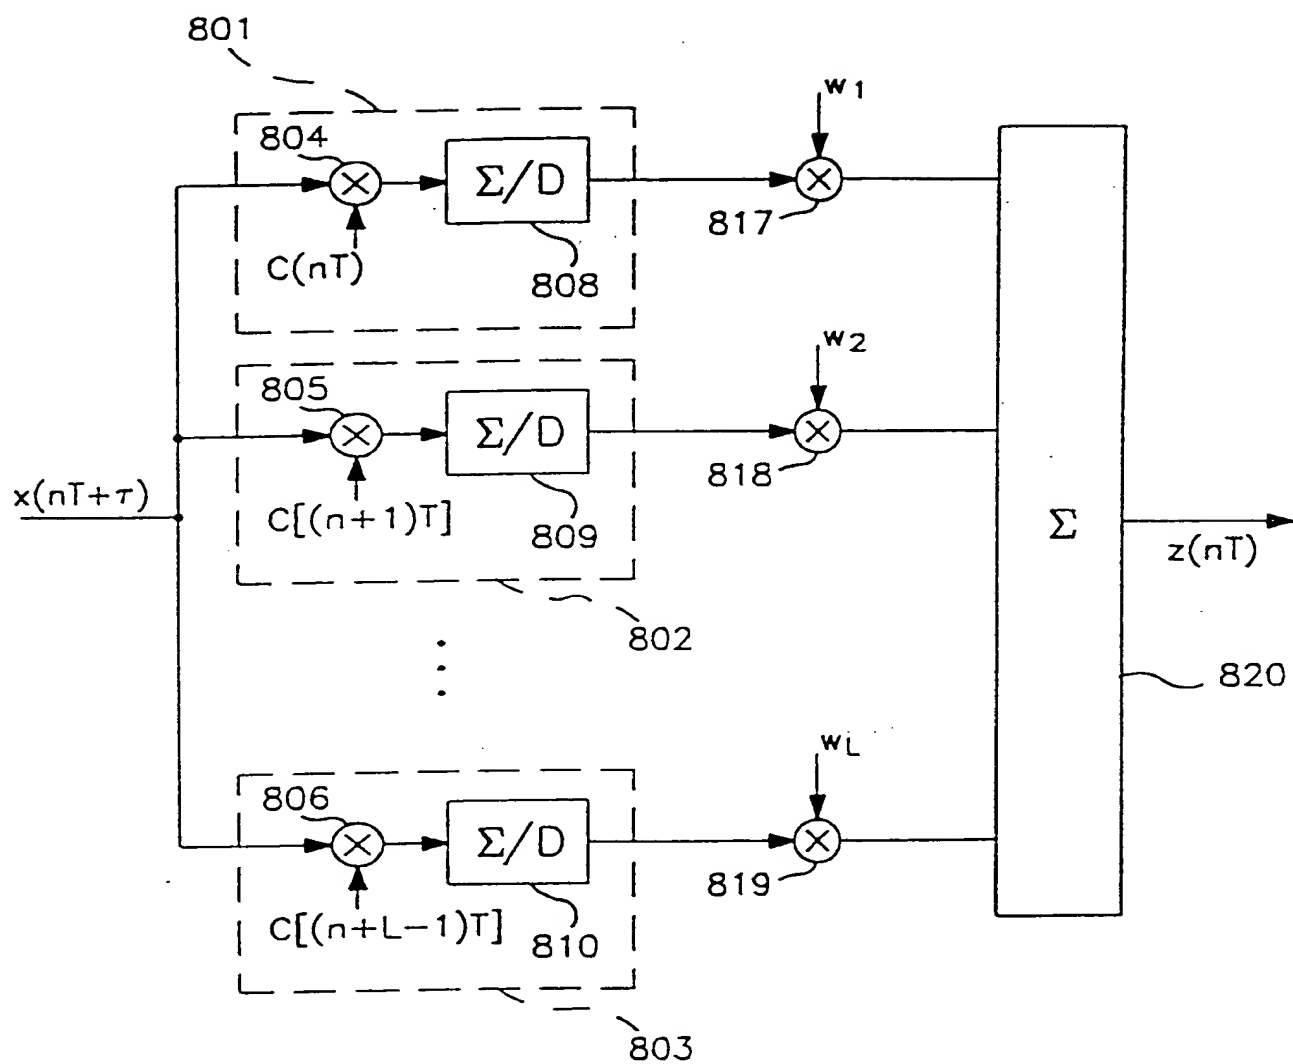 801
w1
804
Σ/D
817
C(nT)
808
w2
805
Σ/D
818
x(nT+τ)
C[(n+1)T]
809
Σ
z(nT)
802
820
wL
806
Σ/D
819
C[(n+L-1)T]
810
803